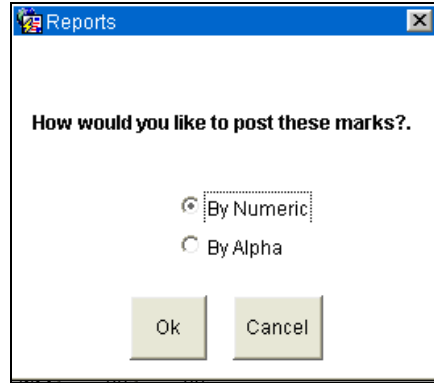 Reports
How would you like to post these marks?.
By Numeric
By Alpha
Ok Cancel